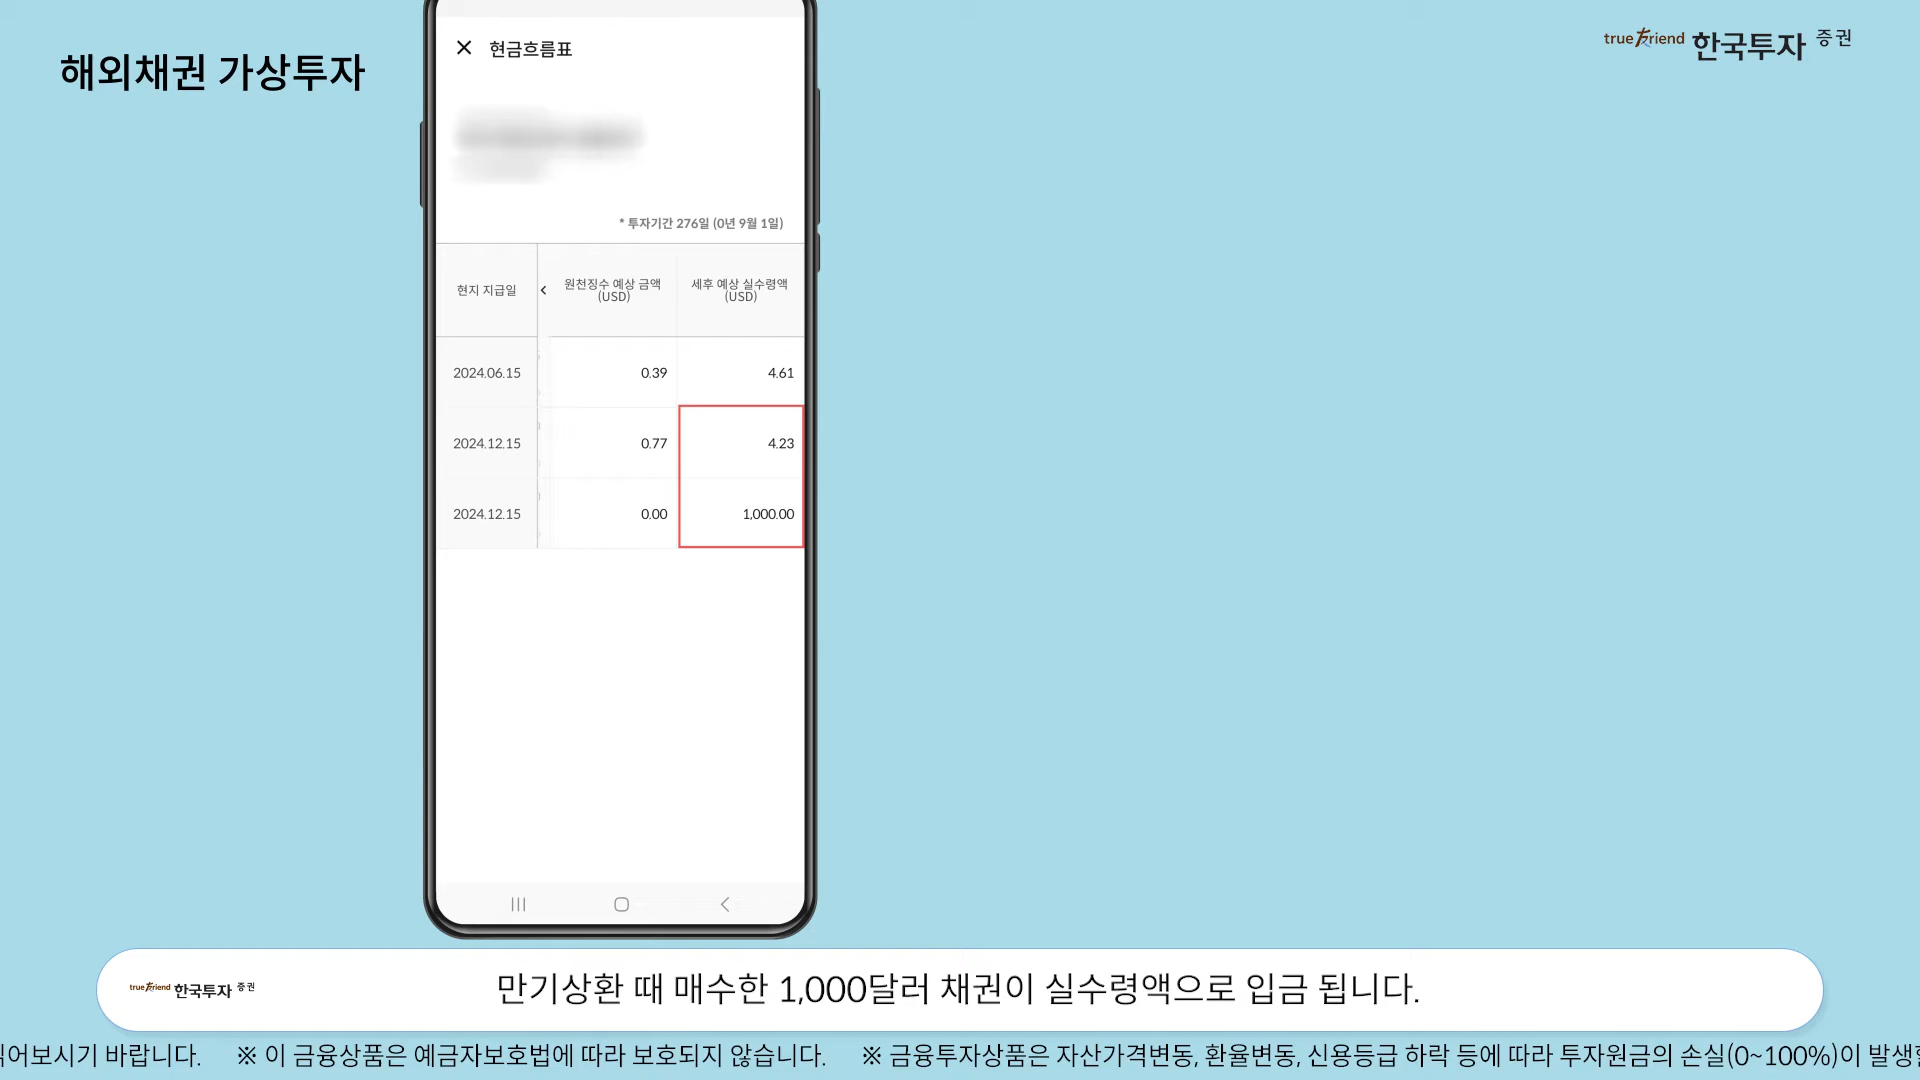 해외채권 가상투자
true friend 한국투자 증권
현금흐름표
* 투자기간 276일 (0년 9월 1일)
현지 지급일
원천징수 예상 금액
(USD)
세후 예상 실수령액
(USD)
2024.06.15 0.39 4.61
2024.12.15 0.77 4.23
2024.12.15 0.00 1,000.00
true friend 한국투자 증권
만기상환 때 매수한 1,000달러 채권이 실수령액으로 입금 됩니다.
어보시기 바랍니다. ※ 이 금융상품은 예금자보호법에 따라 보호되지 않습니다. ※ 금융투자상품은 자산가격변동, 환율변동, 신용등급 하락 등에 따라 투자원금의 손실(0~100%)이 발생